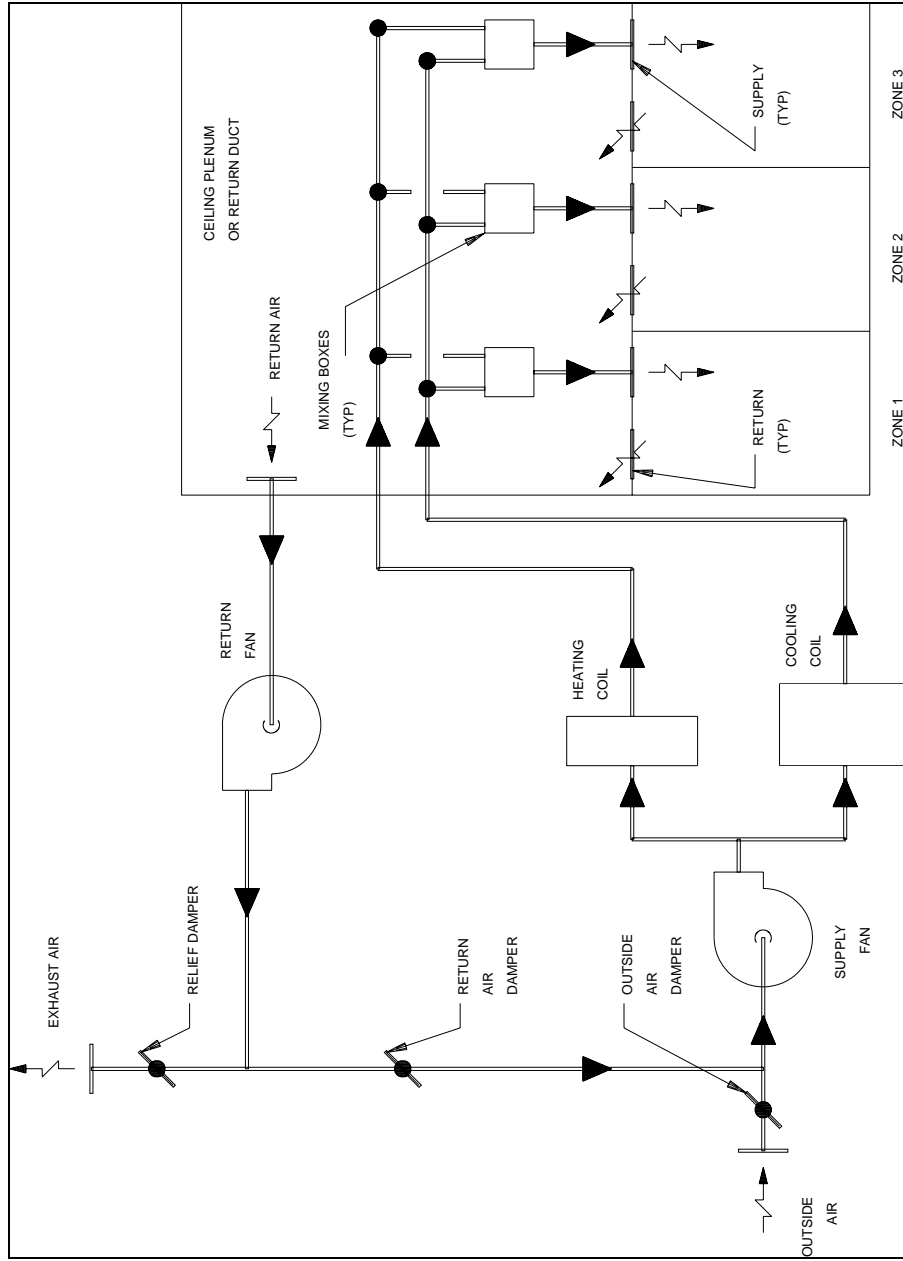 EXHAUST AIR
RELIEF DAMPER
RETURN
AIR
DAMPER
OUTSIDE
AIR
DAMPER
OUTSIDE
AIR
SUPPLY
FAN
RETURN
FAN
HEATING
COIL
COOLING
COIL
RETURN AIR
CEILING PLENUM
OR RETURN DUCT
MIXING BOXES
(TYP)
RETURN
(TYP)
SUPPLY
(TYP)
ZONE 1
ZONE 2
ZONE 3